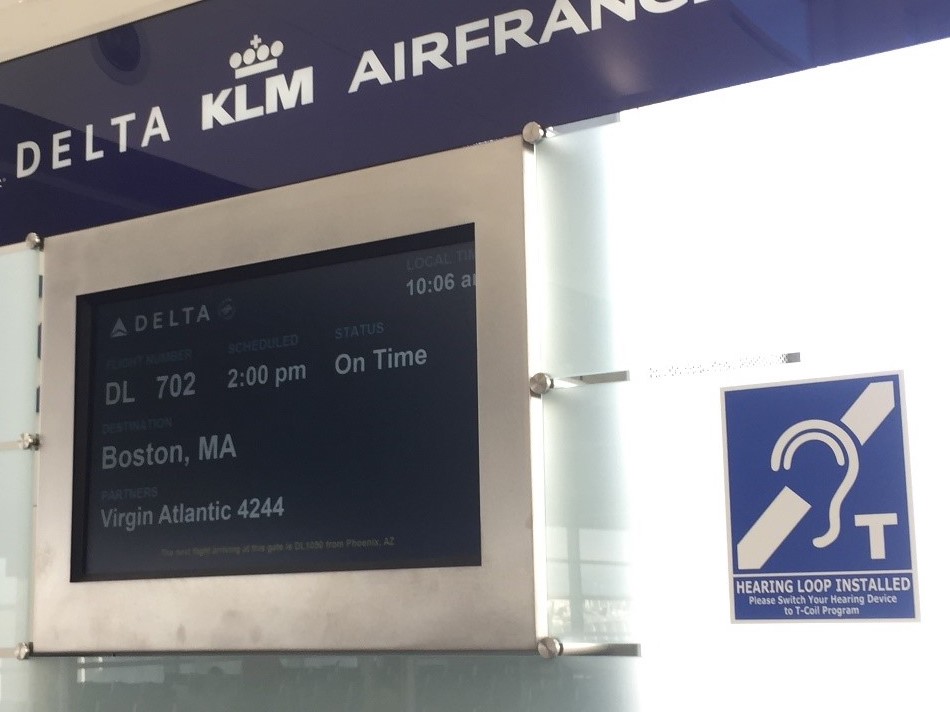 DELTA KLM AIRFRANCE
DELTA
LOCAL TIM
10:06 a
FLIGHT NUMBER SCHEDULED STATUS
DL 702 2:00 pm On Time
DESTINATION
Boston, MA
PARTNERS
Virgin Atlantic 4244
The next flight arriving at this gate is DL1050 from Phoenix, AZ
T
HEARING LOOP INSTALLED
Please Switch Your Hearing Device
to T-Coil Program